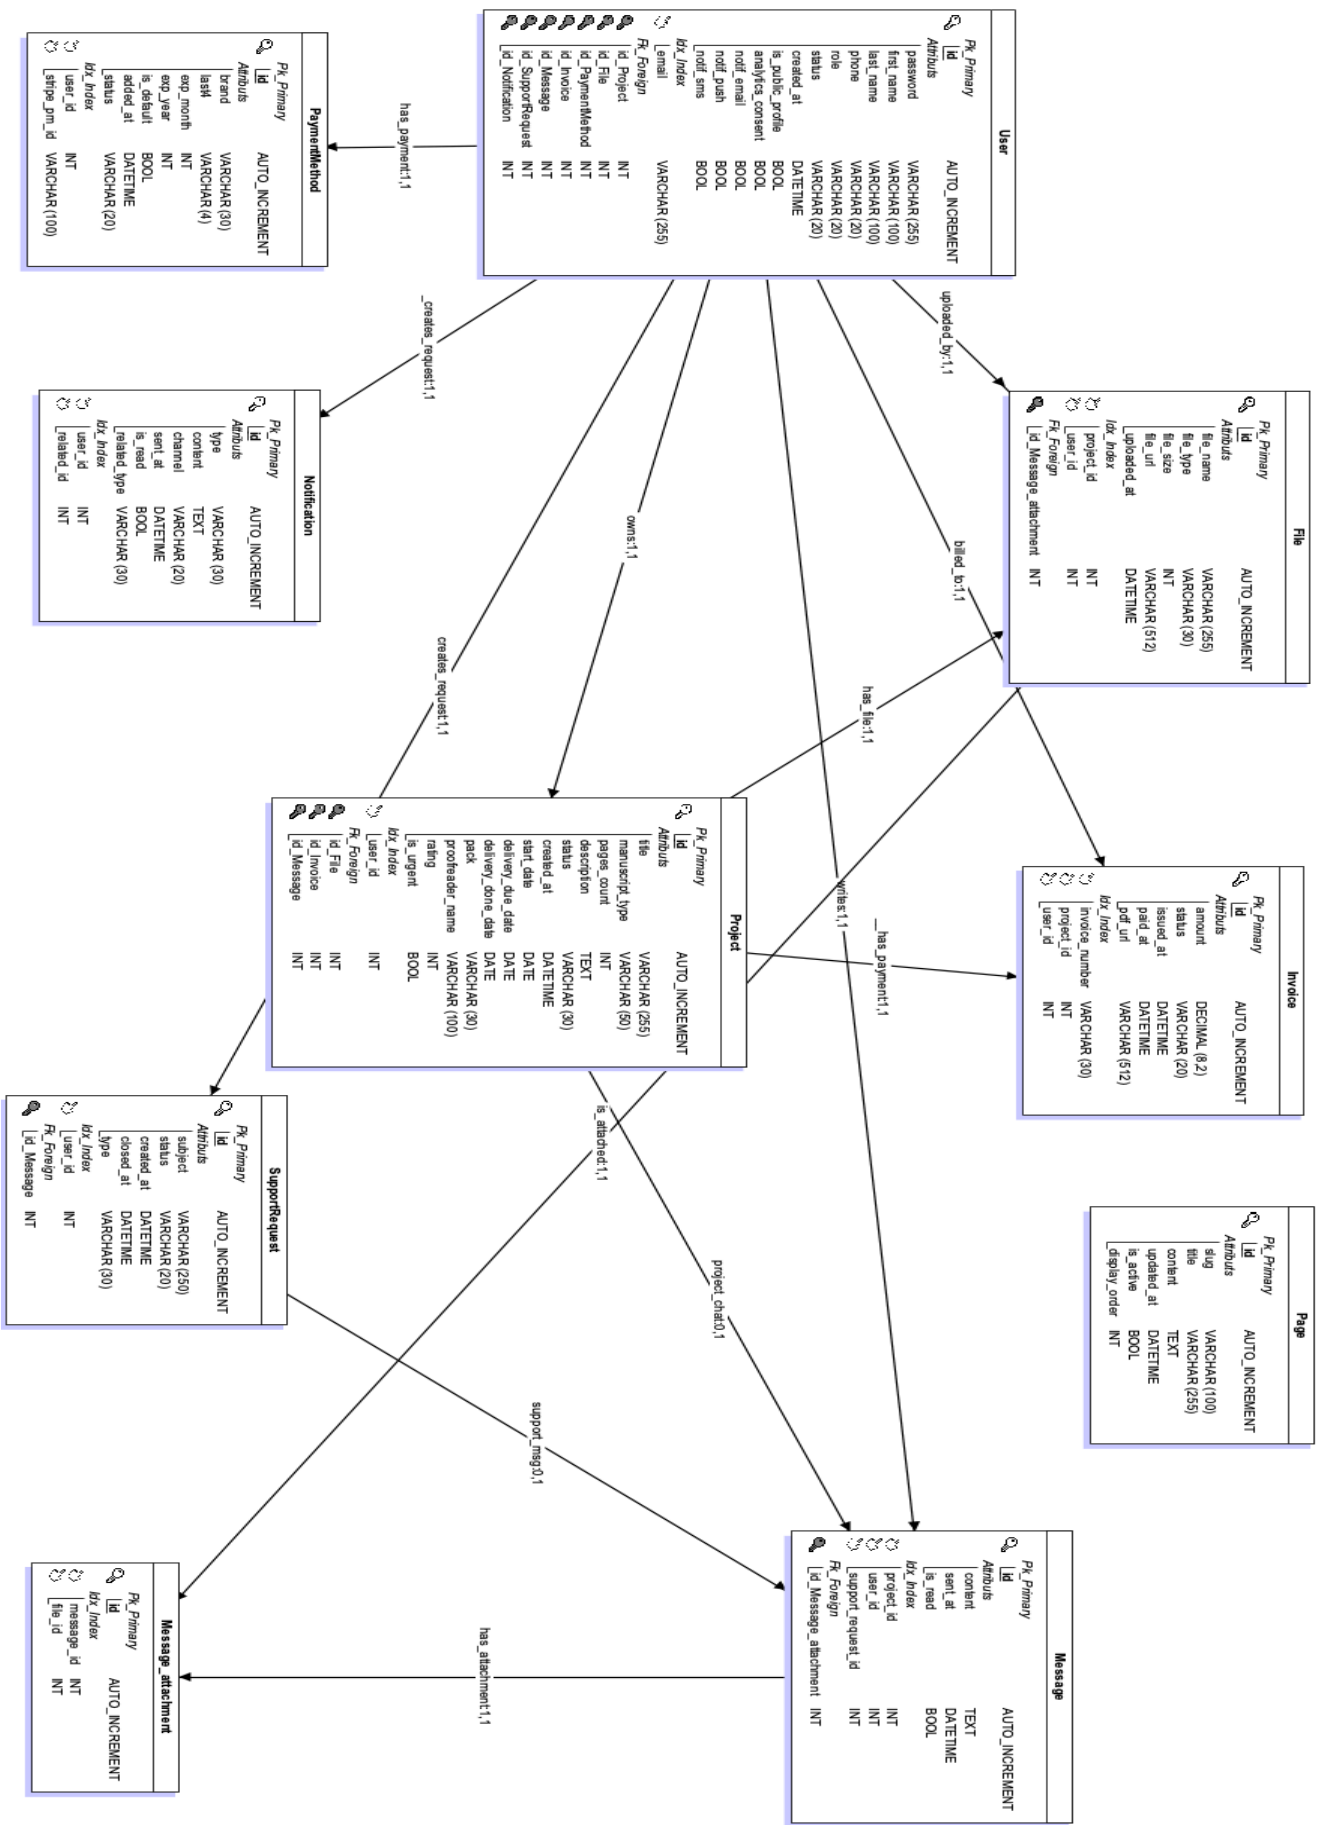 User
Pk_Primary
id AUTO_INCREMENT
Attributs
password VARCHAR (255)
first_name VARCHAR (100)
last_name VARCHAR (100)
phone VARCHAR (20)
role VARCHAR (20)
status VARCHAR (20)
created_at DATETIME
is_public_profile BOOL
analytics_consent BOOL
notif_email BOOL
notif_push BOOL
notif_sms BOOL
Idx_Index
email VARCHAR (255)
Fk_Foreign
id_Project INT
id_File INT
id_PaymentMethod INT
id_Invoice INT
id_Message INT
id_SupportRequest INT
id_Notification INT
File
Pk_Primary
id AUTO_INCREMENT
Attributs
file_name VARCHAR (255)
file_type VARCHAR (30)
file_size INT
file_url VARCHAR (512)
uploaded_at DATETIME
Idx_Index
project_id INT
user_id INT
Fk_Foreign
id_Message_attachment INT
Invoice
Pk_Primary
id AUTO_INCREMENT
Attributs
amount DECIMAL (8,2)
status VARCHAR (20)
issued_at DATETIME
paid_at DATETIME
pdf_url VARCHAR (512)
Idx_Index
invoice_number VARCHAR (30)
project_id INT
user_id INT
Page
Pk_Primary
id AUTO_INCREMENT
Attributs
slug VARCHAR (100)
title VARCHAR (255)
content TEXT
updated_at DATETIME
is_active BOOL
display_order INT
PaymentMethod
Pk_Primary
id AUTO_INCREMENT
Attributs
brand VARCHAR (30)
last4 VARCHAR (4)
exp_month INT
exp_year INT
is_default BOOL
added_at DATETIME
status VARCHAR (20)
Idx_Index
user_id INT
stripe_pm_id VARCHAR (100)
Notification
Pk_Primary
id AUTO_INCREMENT
Attributs
type VARCHAR (30)
content TEXT
channel VARCHAR (20)
sent_at DATETIME
is_read BOOL
related_type VARCHAR (30)
Idx_Index
user_id INT
related_id INT
Project
Pk_Primary
id AUTO_INCREMENT
Attributs
title VARCHAR (255)
manuscript_type VARCHAR (50)
pages_count INT
description TEXT
status VARCHAR (30)
created_at DATETIME
start_date DATE
delivery_due_date DATE
delivery_done_date DATE
pack VARCHAR (30)
proofreader_name VARCHAR (100)
rating INT
is_urgent BOOL
Idx_Index
user_id INT
Fk_Foreign
id_File INT
id_Invoice INT
id_Message INT
SupportRequest
Pk_Primary
id AUTO_INCREMENT
Attributs
subject VARCHAR (250)
status VARCHAR (20)
created_at DATETIME
closed_at DATETIME
type VARCHAR (30)
Idx_Index
user_id INT
Fk_Foreign
id_Message INT
Message
Pk_Primary
id AUTO_INCREMENT
Attributs
content TEXT
sent_at DATETIME
is_read BOOL
Idx_Index
project_id INT
user_id INT
support_request_id INT
Fk_Foreign
id_Message_attachment INT
Message_attachment
Pk_Primary
id AUTO_INCREMENT
Idx_Index
message_id INT
file_id INT
has_payment:1,1
_creates_request:1,1
creates_request:1,1
owns:1,1
uploaded_by:1,1
billed_to:1,1
has_file:1,1
writes:1,1
__has_payment:1,1
is_attached:1,1
project_chat:0,1
support_msg:0,1
has_attachment:1,1